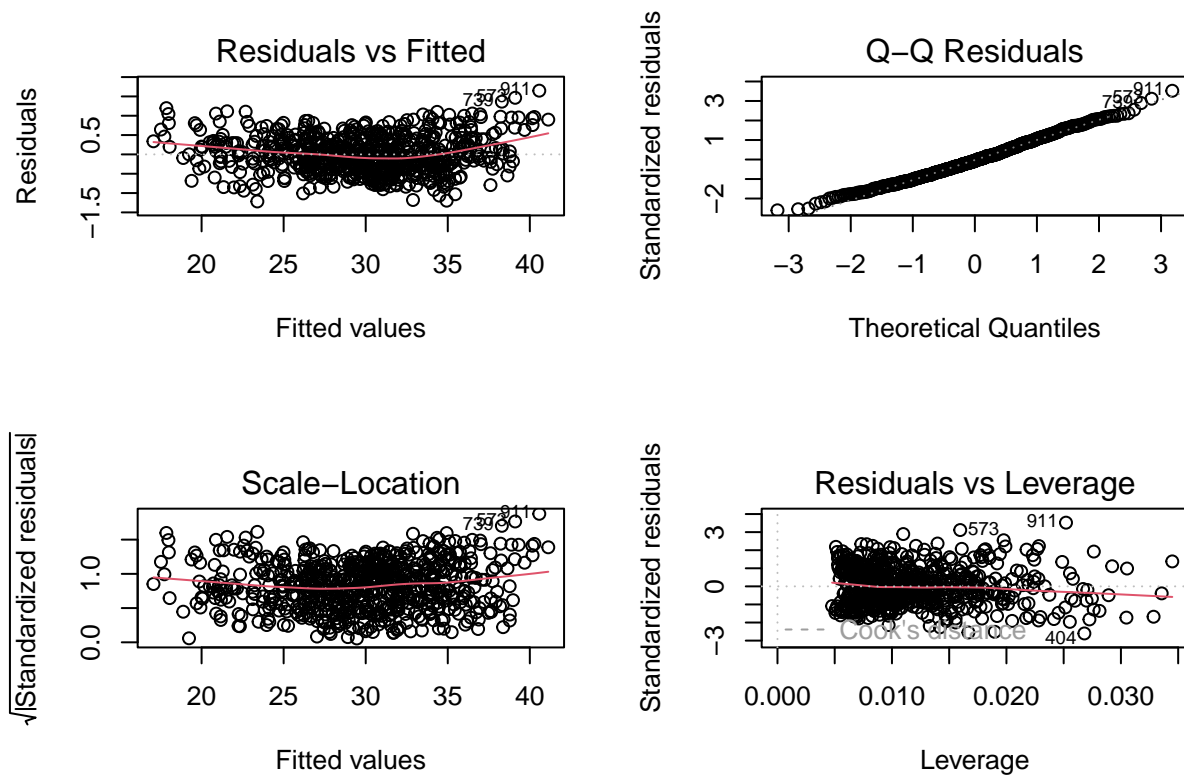 Residuals vs Fitted
Residuals
0.5
−1.5
20 25 30 35 40
Fitted values
911
573
739
Q−Q Residuals
Standardized residuals
3
1
−2
−3 −2 −1 0 1 2 3
Theoretical Quantiles
911
739
Scale−Location
√|Standardized residuals|
1.0
0.0
20 25 30 35 40
Fitted values
911
573
739
Residuals vs Leverage
Standardized residuals
3
0
−3
0.000 0.010 0.020 0.030
Leverage
911
573
404
Cook's distance